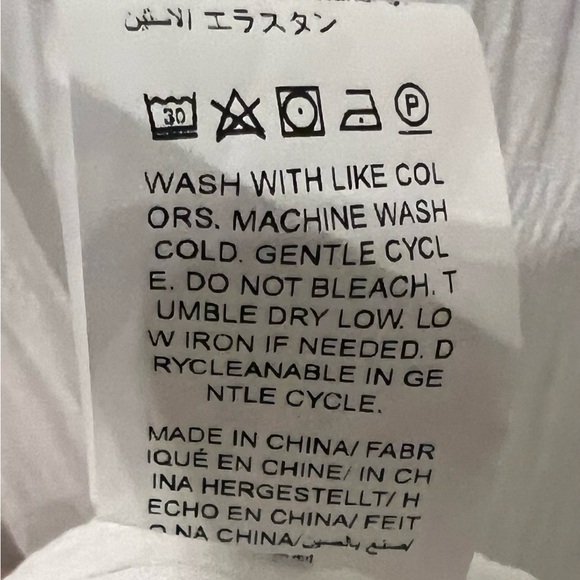 الاستين エラスタン
30 P
WASH WITH LIKE COL
ORS. MACHINE WASH
COLD. GENTLE CYCL
E. DO NOT BLEACH. T
UMBLE DRY LOW. LO
W IRON IF NEEDED. D
RYCLEANABLE IN GE
NTLE CYCLE.
MADE IN CHINA/ FABR
IQUÉ EN CHINE/ IN CH
INA HERGESTELLT/ H
ECHO EN CHINA/ FEIT
O NA CHINA/صنع بالصين/